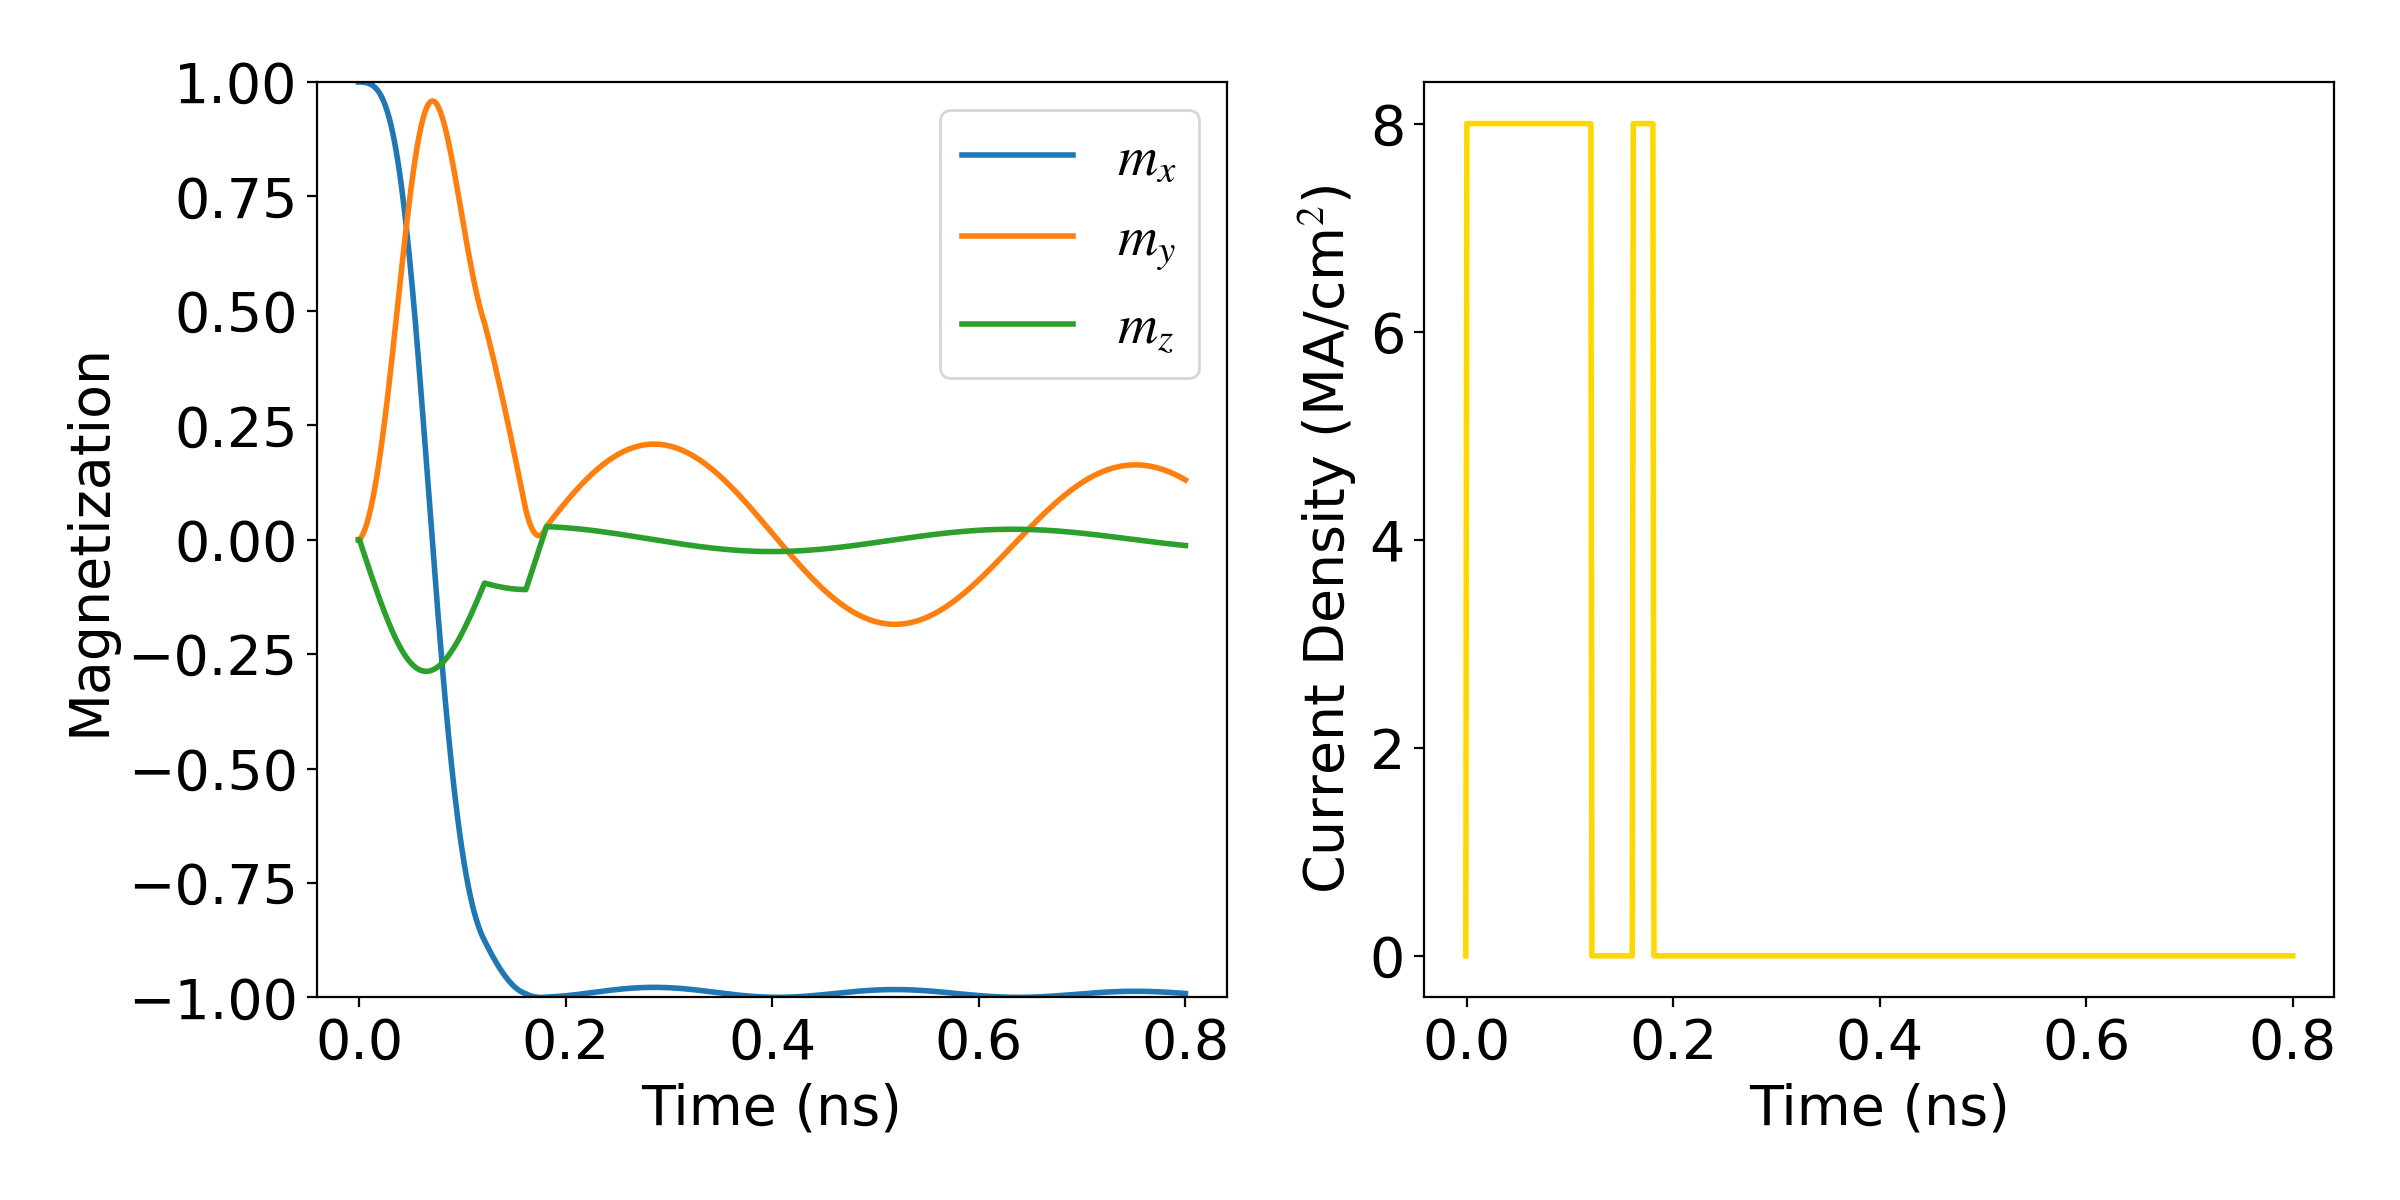 Magnetization
1.00
0.75
0.50
0.25
0.00
−0.25
−0.50
−0.75
−1.00
0.0 0.2 0.4 0.6 0.8
Time (ns)
m_x
m_y
m_z
Current Density (MA/cm²)
8
6
4
2
0
0.0 0.2 0.4 0.6 0.8
Time (ns)